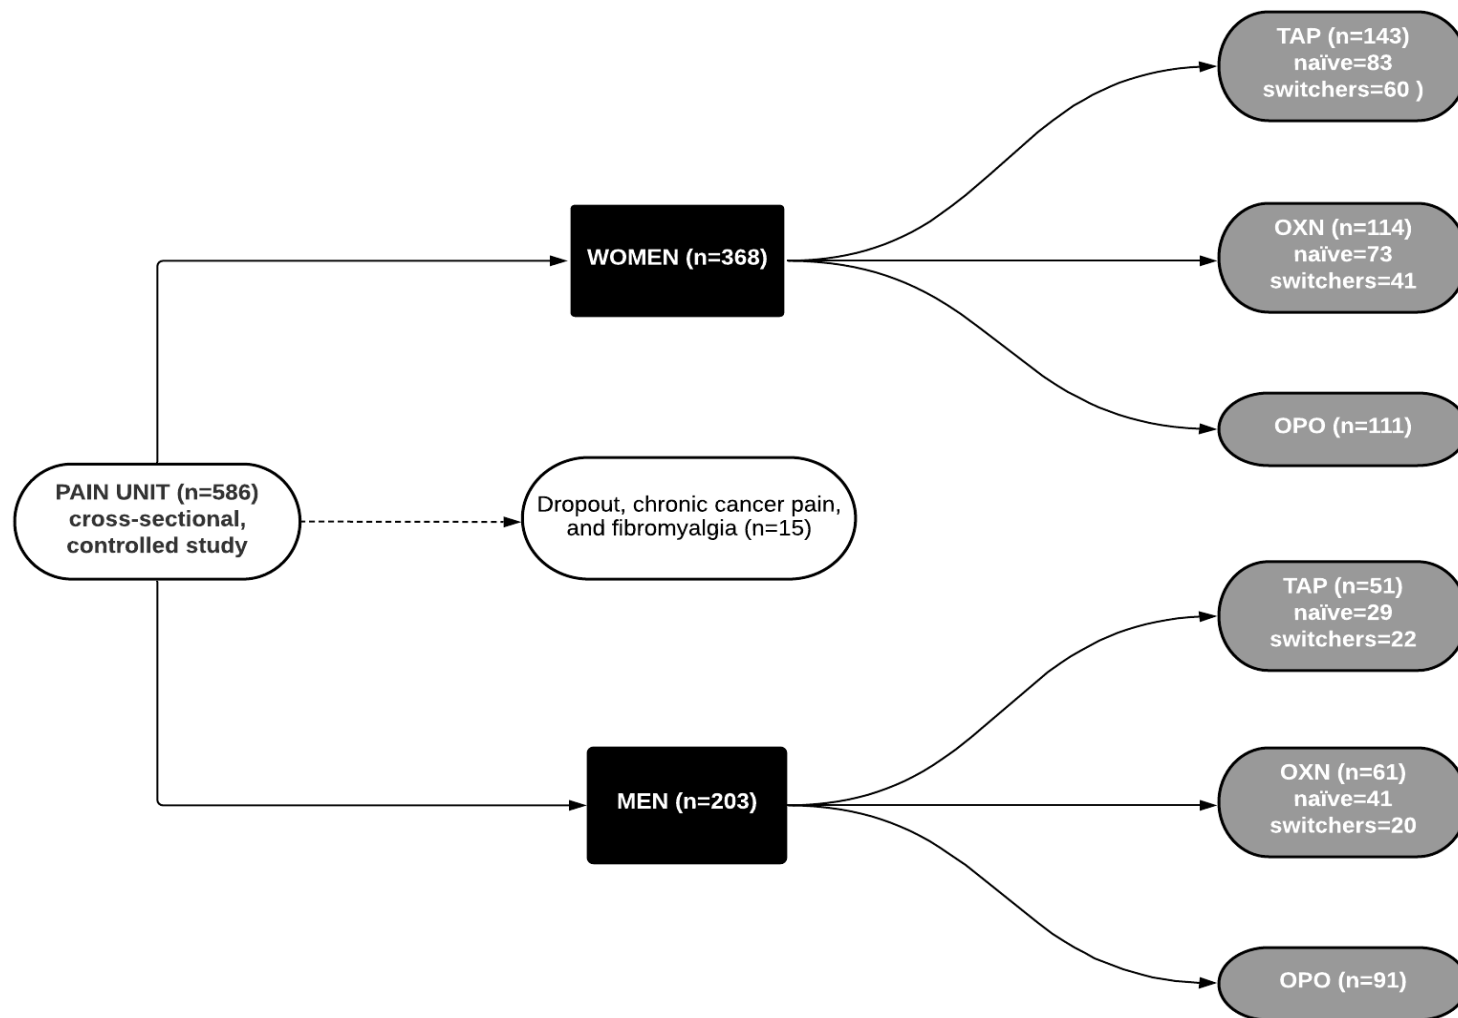 PAIN UNIT (n=586)
cross-sectional,
controlled study
Dropout, chronic cancer pain,
and fibromyalgia (n=15)
WOMEN (n=368)
TAP (n=143)
naïve=83
switchers=60 )
OXN (n=114)
naïve=73
switchers=41
OPO (n=111)
MEN (n=203)
TAP (n=51)
naïve=29
switchers=22
OXN (n=61)
naïve=41
switchers=20
OPO (n=91)